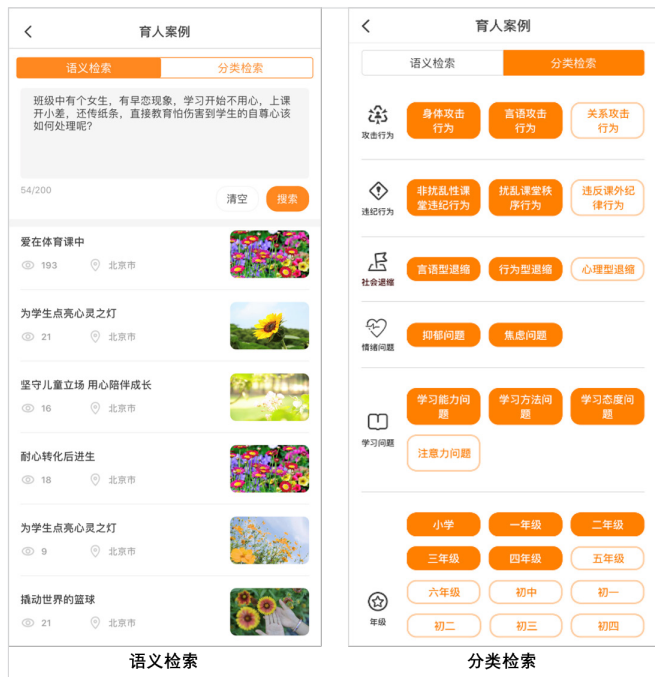 育人案例
语义检索
分类检索
班级中有个女生，有早恋现象，学习开始不用心，上课
开小差，还传纸条，直接教育怕伤害到学生的自尊心该
如何处理呢？
54/200
清空
搜索
爱在体育课中
193
北京市
为学生点亮心灵之灯
21
北京市
坚守儿童立场 用心陪伴成长
16
北京市
耐心转化后进生
18
北京市
为学生点亮心灵之灯
9
北京市
撬动世界的篮球
21
北京市
语义检索
育人案例
语义检索
分类检索
攻击行为
身体攻击
行为
言语攻击
行为
关系攻击
行为
违纪行为
非扰乱性课
堂违纪行为
扰乱课堂秩
序行为
违反课外纪
律行为
社会退缩
言语型退缩
行为型退缩
心理型退缩
情绪问题
抑郁问题
焦虑问题
学习问题
学习能力问
题
学习方法问
题
学习态度问
题
注意力问题
年级
小学
一年级
二年级
三年级
四年级
五年级
六年级
初中
初一
初二
初三
初四
分类检索